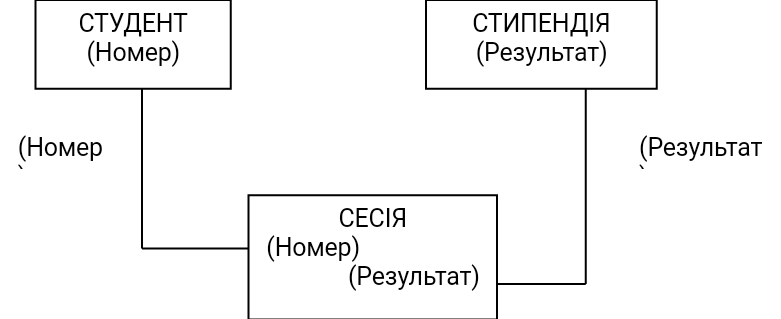 СТУДЕНТ
(Номер)
СТИПЕНДІЯ
(Результат)
(Номер
(Результат
СЕСІЯ
(Номер)
(Результат)